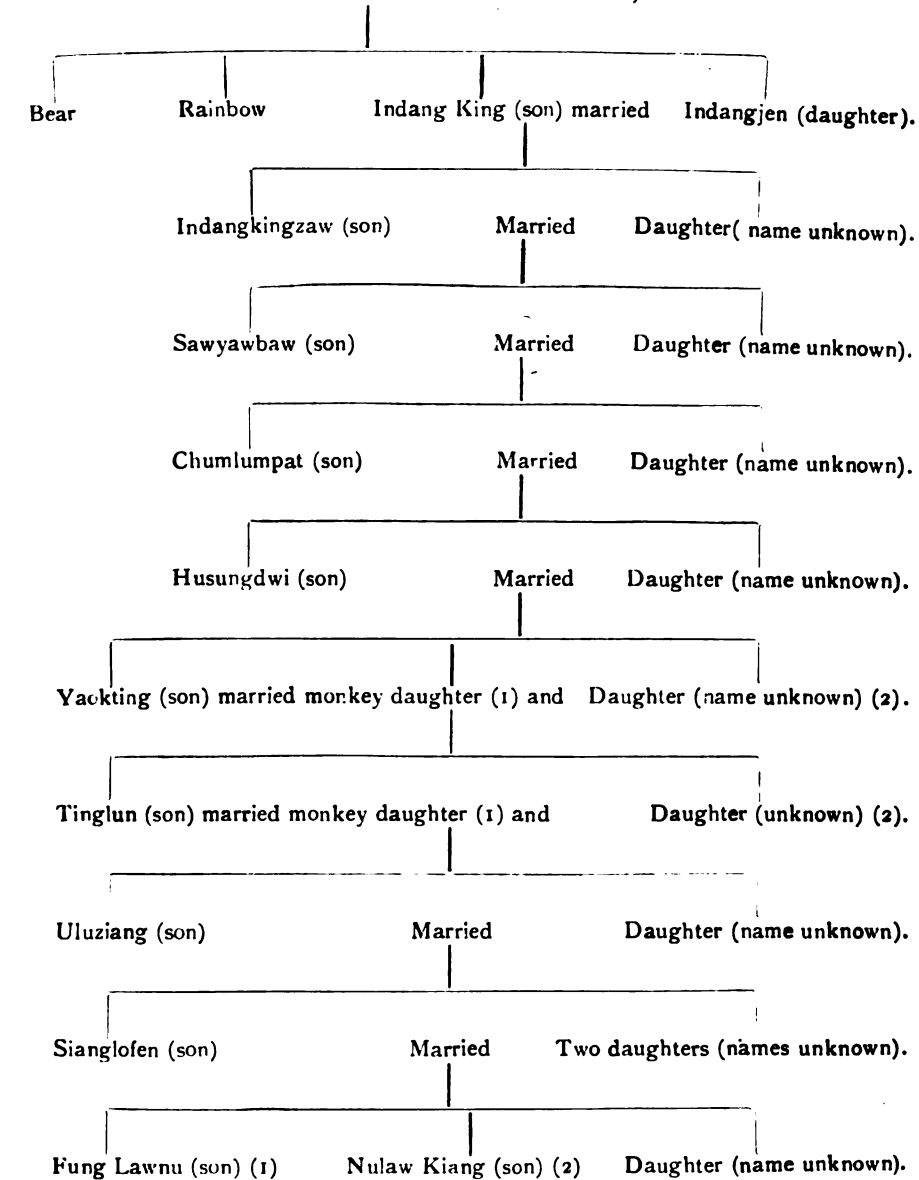 Bear Rainbow Indang King (son) married Indangjen (daughter).
Indangkingzaw (son) Married Daughter( name unknown).
Sawyawbaw (son) Married Daughter (name unknown).
Chumlumpat (son) Married Daughter (name unknown).
Husungdwi (son) Married Daughter (name unknown).
Yaokting (son) married monkey daughter (1) and Daughter (name unknown) (2).
Tinglun (son) married monkey daughter (1) and Daughter (unknown) (2).
Uluziang (son) Married Daughter (name unknown).
Sianglofen (son) Married Two daughters (names unknown).
Fung Lawnu (son) (1) Nulaw Kiang (son) (2) Daughter (name unknown).